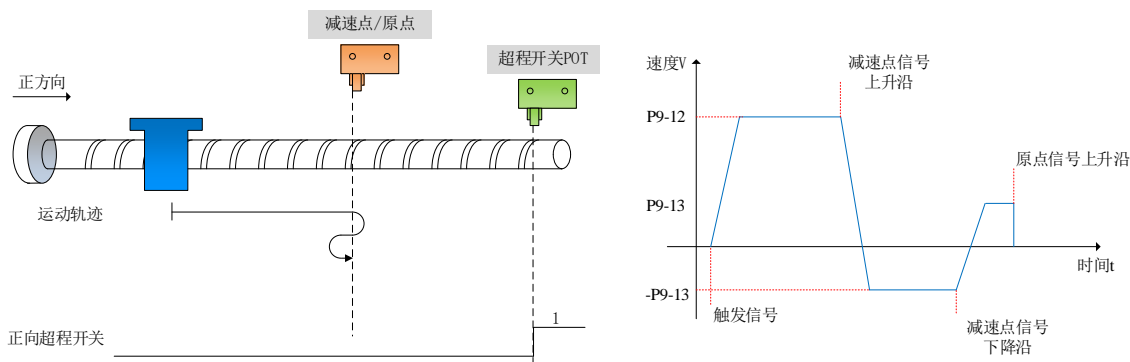 减速点/原点
超程开关POT
正方向
运动轨迹
正向超程开关
1
速度V
减速点信号
上升沿
P9-12
原点信号上升沿
P9-13
时间t
-P9-13
触发信号
减速点信号
下降沿